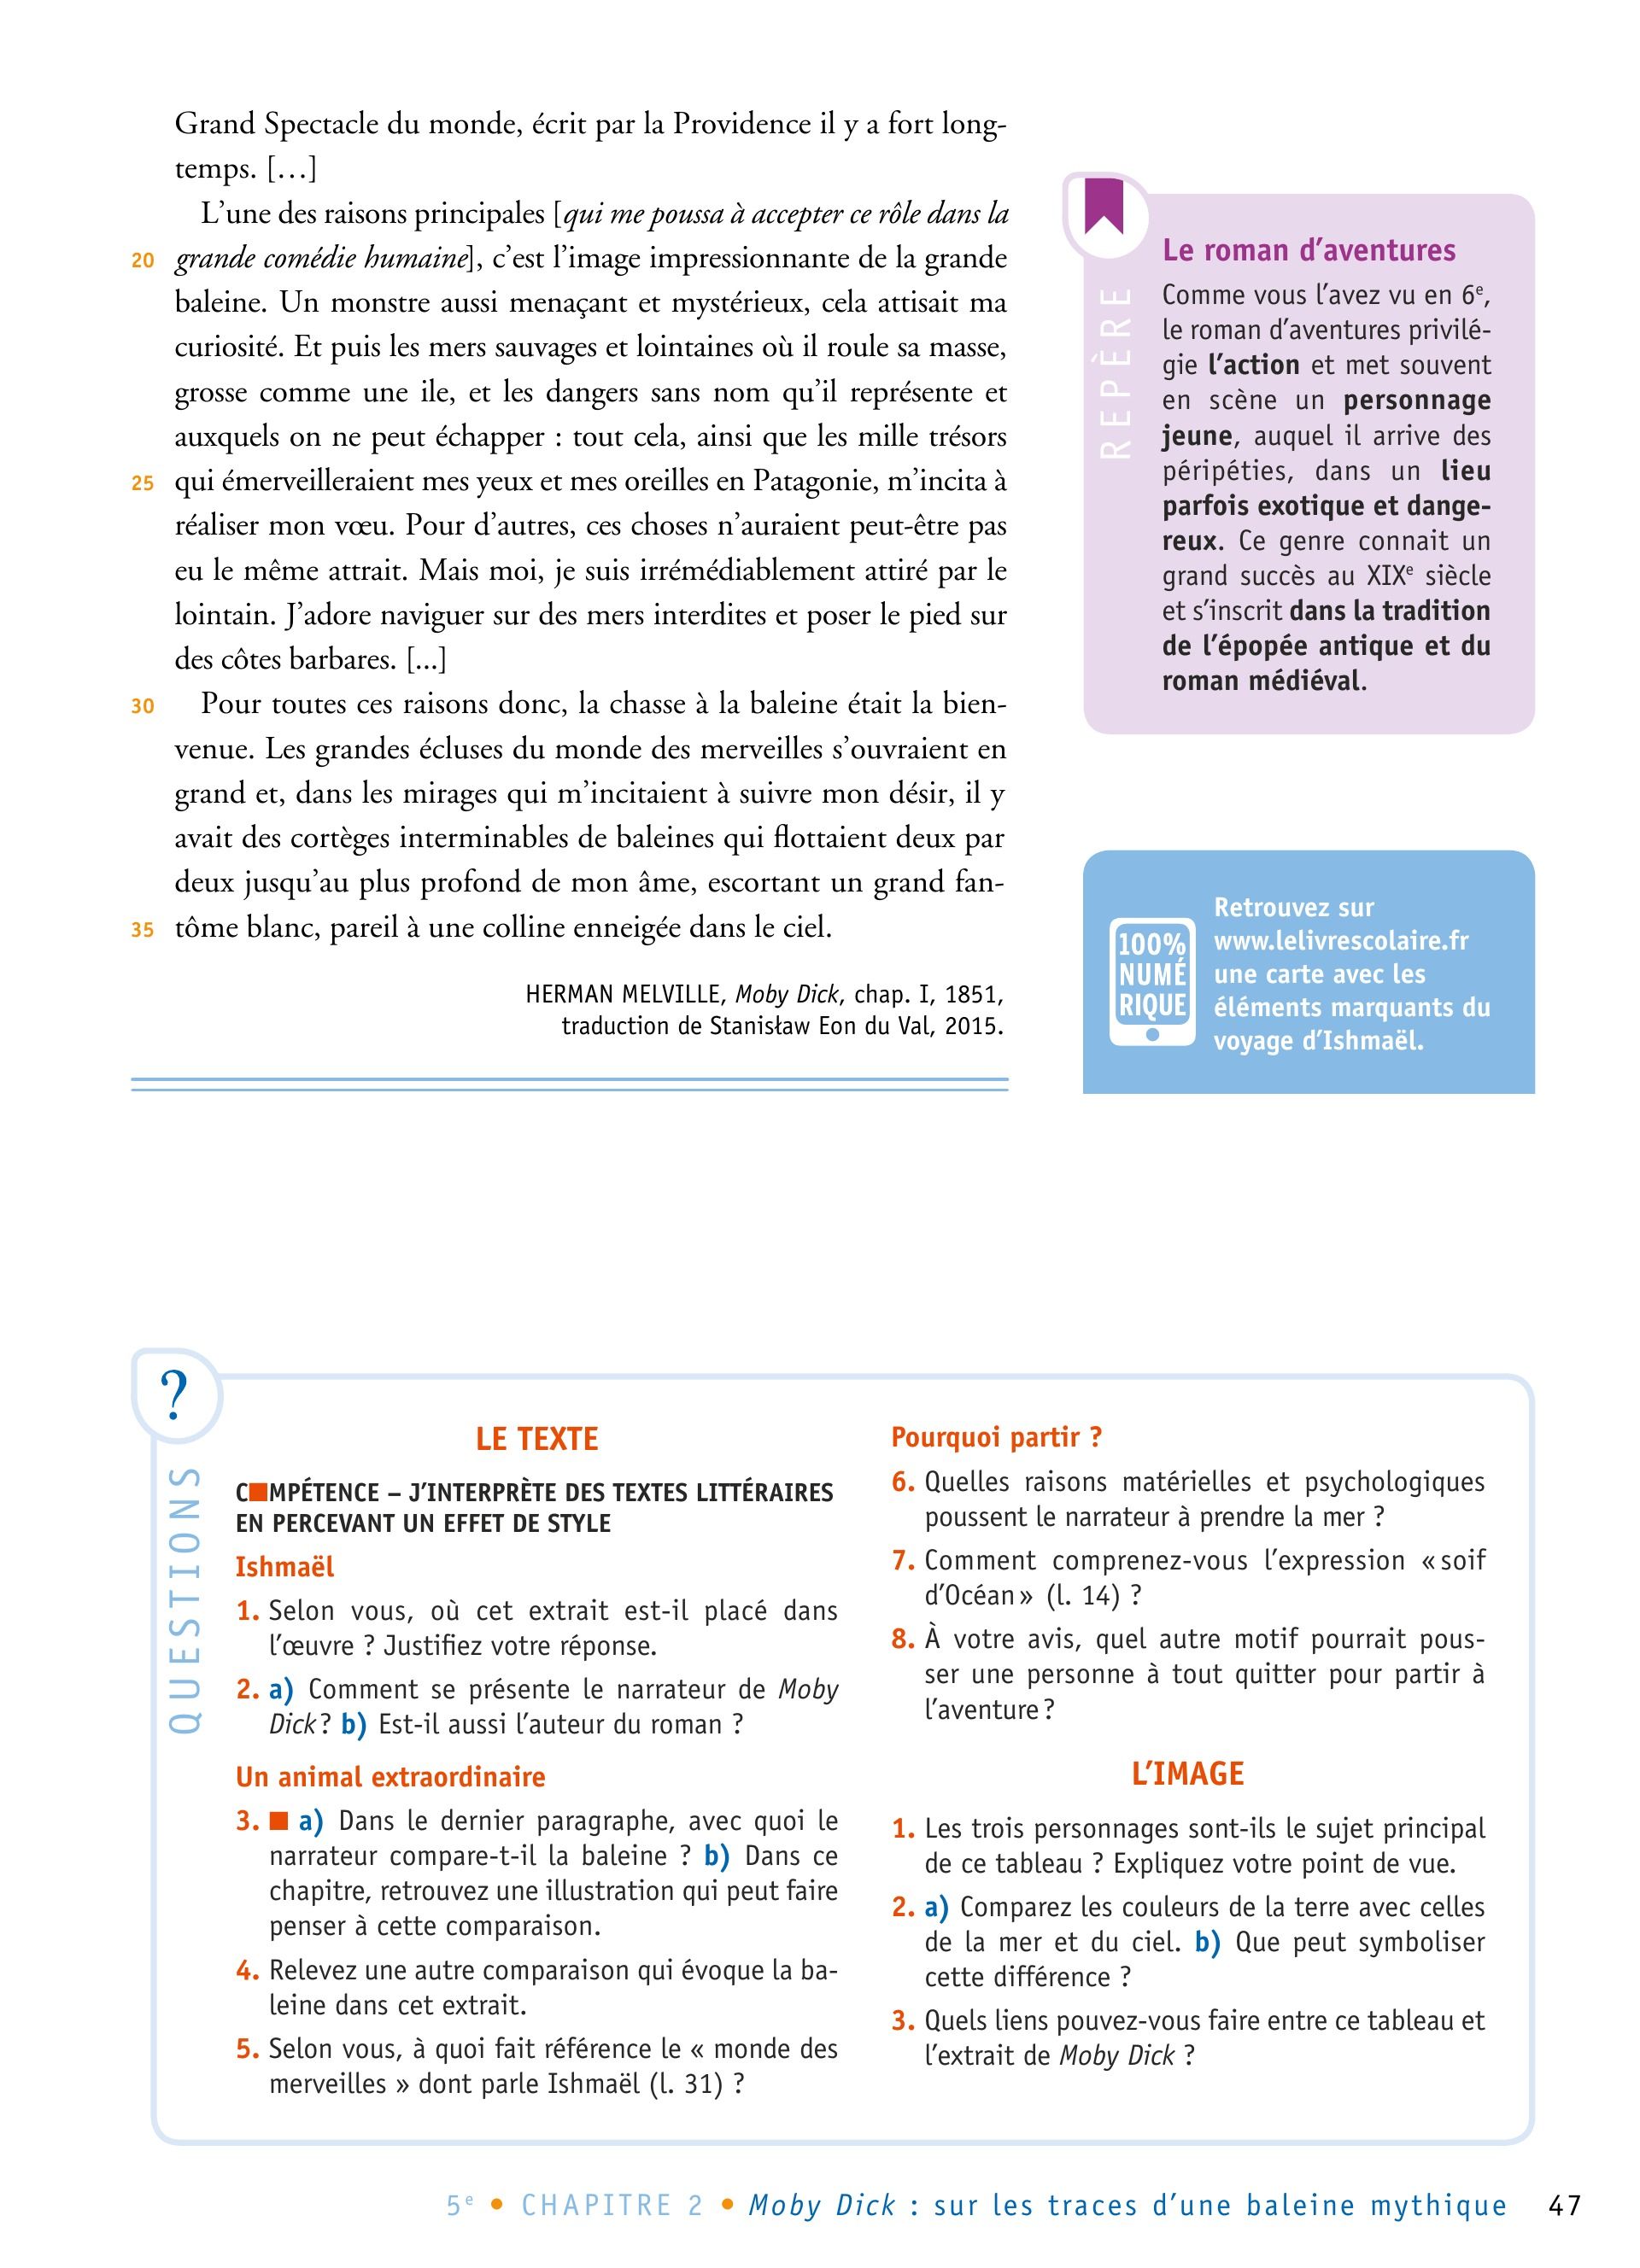 Grand Spectacle du monde, écrit par la Providence il y a fort long-
temps. […]
L’une des raisons principales [qui me poussa à accepter ce rôle dans la
20 grande comédie humaine], c’est l’image impressionnante de la grande
baleine. Un monstre aussi menaçant et mystérieux, cela attisait ma
curiosité. Et puis les mers sauvages et lointaines où il roule sa masse,
grosse comme une ile, et les dangers sans nom qu’il représente et
auxquels on ne peut échapper : tout cela, ainsi que les mille trésors
25 qui émerveilleraient mes yeux et mes oreilles en Patagonie, m’incita à
réaliser mon vœu. Pour d’autres, ces choses n’auraient peut-être pas
eu le même attrait. Mais moi, je suis irrémédiablement attiré par le
lointain. J’adore naviguer sur des mers interdites et poser le pied sur
des côtes barbares. [...]
30 Pour toutes ces raisons donc, la chasse à la baleine était la bien-
venue. Les grandes écluses du monde des merveilles s’ouvraient en
grand et, dans les mirages qui m’incitaient à suivre mon désir, il y
avait des cortèges interminables de baleines qui flottaient deux par
deux jusqu’au plus profond de mon âme, escortant un grand fan-
35 tôme blanc, pareil à une colline enneigée dans le ciel.
HERMAN MELVILLE, Moby Dick, chap. I, 1851,
traduction de Stanisław Eon du Val, 2015.
REPÈRE
Le roman d’aventures
Comme vous l’avez vu en 6e,
le roman d’aventures privilé-
gie l’action et met souvent
en scène un personnage
jeune, auquel il arrive des
péripéties, dans un lieu
parfois exotique et dange-
reux. Ce genre connait un
grand succès au XIXe siècle
et s’inscrit dans la tradition
de l’épopée antique et du
roman médiéval.
100%
NUMÉ
RIQUE
Retrouvez sur
www.lelivrescolaire.fr
une carte avec les
éléments marquants du
voyage d’Ishmaël.
?
QUESTIONS
LE TEXTE
C■MPÉTENCE – J’INTERPRÈTE DES TEXTES LITTÉRAIRES
EN PERCEVANT UN EFFET DE STYLE
Ishmaël
1. Selon vous, où cet extrait est-il placé dans
l’œuvre ? Justifiez votre réponse.
2. a) Comment se présente le narrateur de Moby
Dick ? b) Est-il aussi l’auteur du roman ?
Un animal extraordinaire
3. ■ a) Dans le dernier paragraphe, avec quoi le
narrateur compare-t-il la baleine ? b) Dans ce
chapitre, retrouvez une illustration qui peut faire
penser à cette comparaison.
4. Relevez une autre comparaison qui évoque la ba-
leine dans cet extrait.
5. Selon vous, à quoi fait référence le « monde des
merveilles » dont parle Ishmaël (l. 31) ?
Pourquoi partir ?
6. Quelles raisons matérielles et psychologiques
poussent le narrateur à prendre la mer ?
7. Comment comprenez-vous l’expression « soif
d’Océan » (l. 14) ?
8. À votre avis, quel autre motif pourrait pous-
ser une personne à tout quitter pour partir à
l’aventure ?
L’IMAGE
1. Les trois personnages sont-ils le sujet principal
de ce tableau ? Expliquez votre point de vue.
2. a) Comparez les couleurs de la terre avec celles
de la mer et du ciel. b) Que peut symboliser
cette différence ?
3. Quels liens pouvez-vous faire entre ce tableau et
l’extrait de Moby Dick ?
5e • CHAPITRE 2 • Moby Dick : sur les traces d’une baleine mythique 47